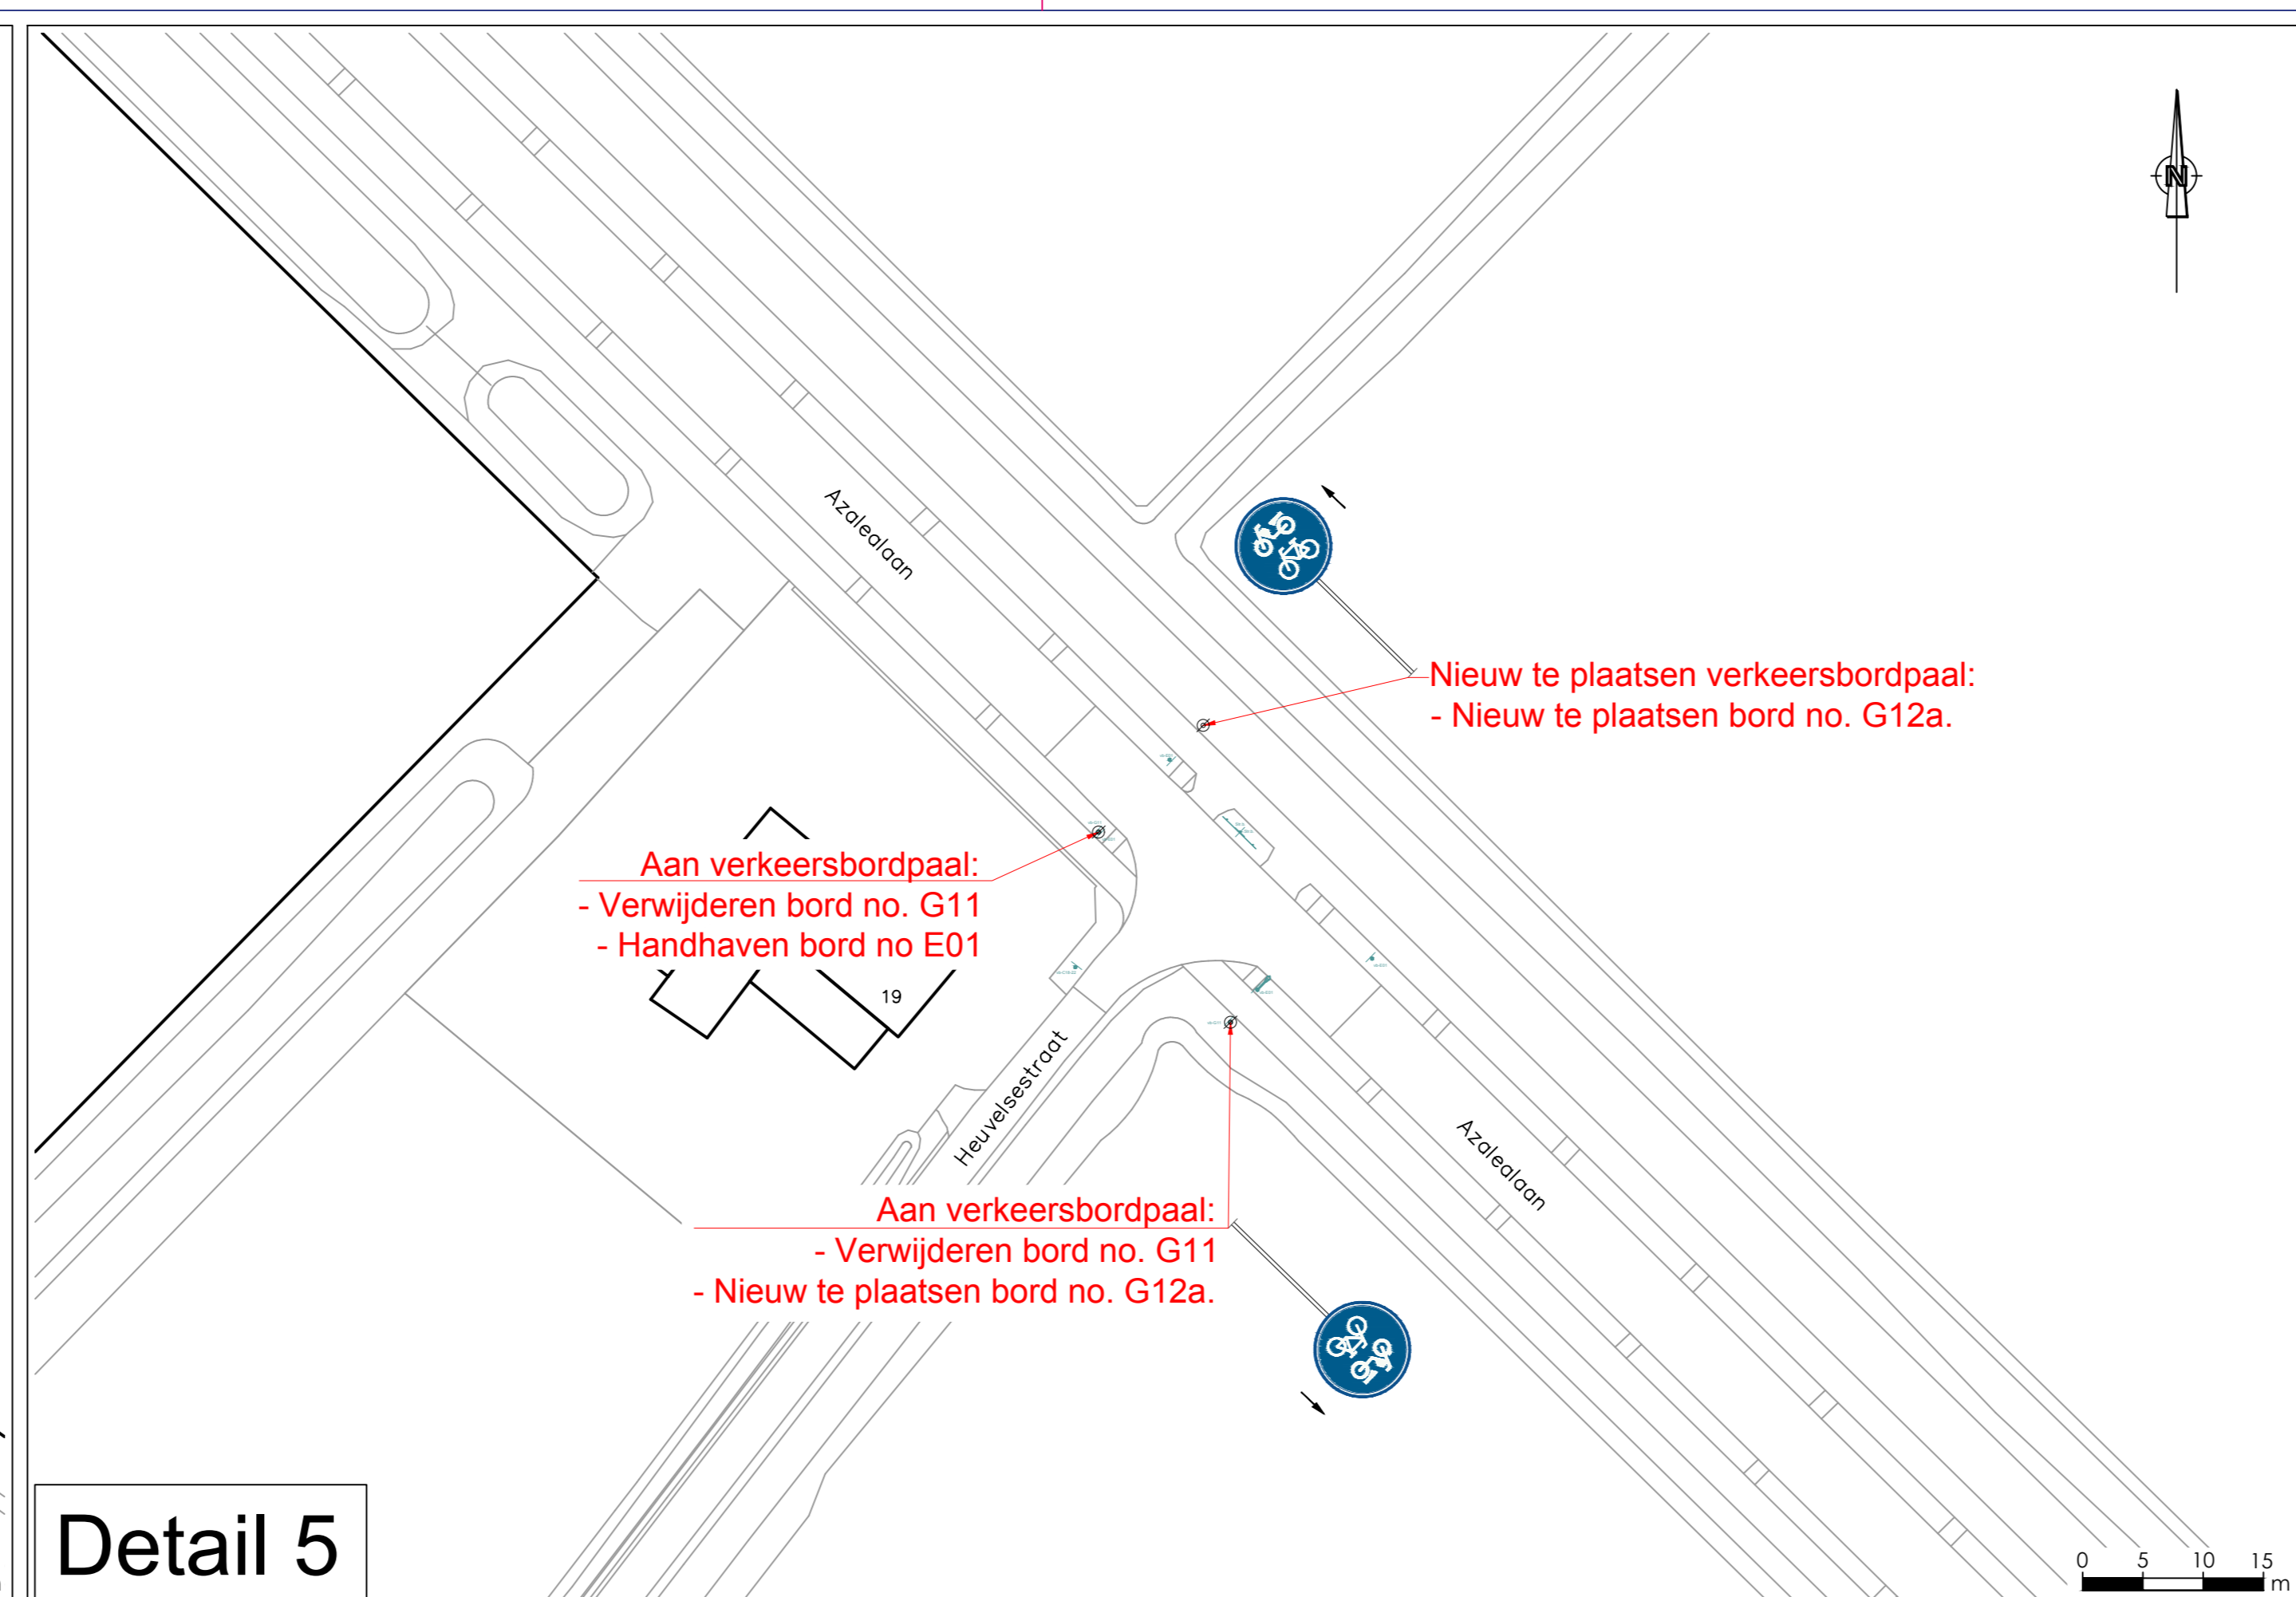 N
Azalealaan
Nieuw te plaatsen verkeersbordpaal:
- Nieuw te plaatsen bord no. G12a.
Aan verkeersbordpaal:
- Verwijderen bord no. G11
- Handhaven bord no E01
19
Heuvelsestraat
Azalealaan
Aan verkeersbordpaal:
- Verwijderen bord no. G11
- Nieuw te plaatsen bord no. G12a.
Detail 5
0 5 10 15
m